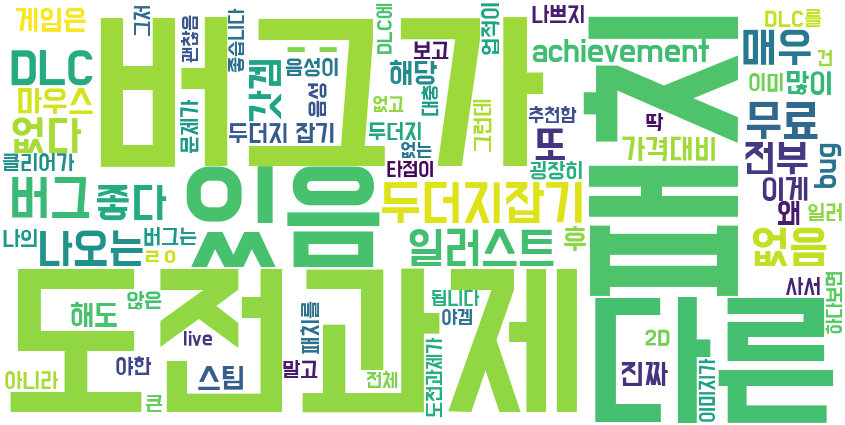 게임은
그저
괜찮음
좋습니다
버그가
DLC에
업적이
나쁘지
DLC를
achievement
매우
건
DLC
갓겜
음성이
해당
보고
패치
이미
많이
마우스
문제가
음성
없고
대충
그런데
추천함
딱
무료
없다
두더지 잡기
두더지
없는
또
가격대비
전부
bug
클리어가
타점이
굉장히
이게
버그
좋다
있음
두더지잡기
왜
일러
나의
나오는
버그는
ㄹㅇ
일러스트
후
없음
도전과제
다른
해도
않은
됩니다
야겜
사서
하다보면
live
패치를
도전과제가
2D
아니라
야한
스팀
말고
전체
진짜
이미지가
큰